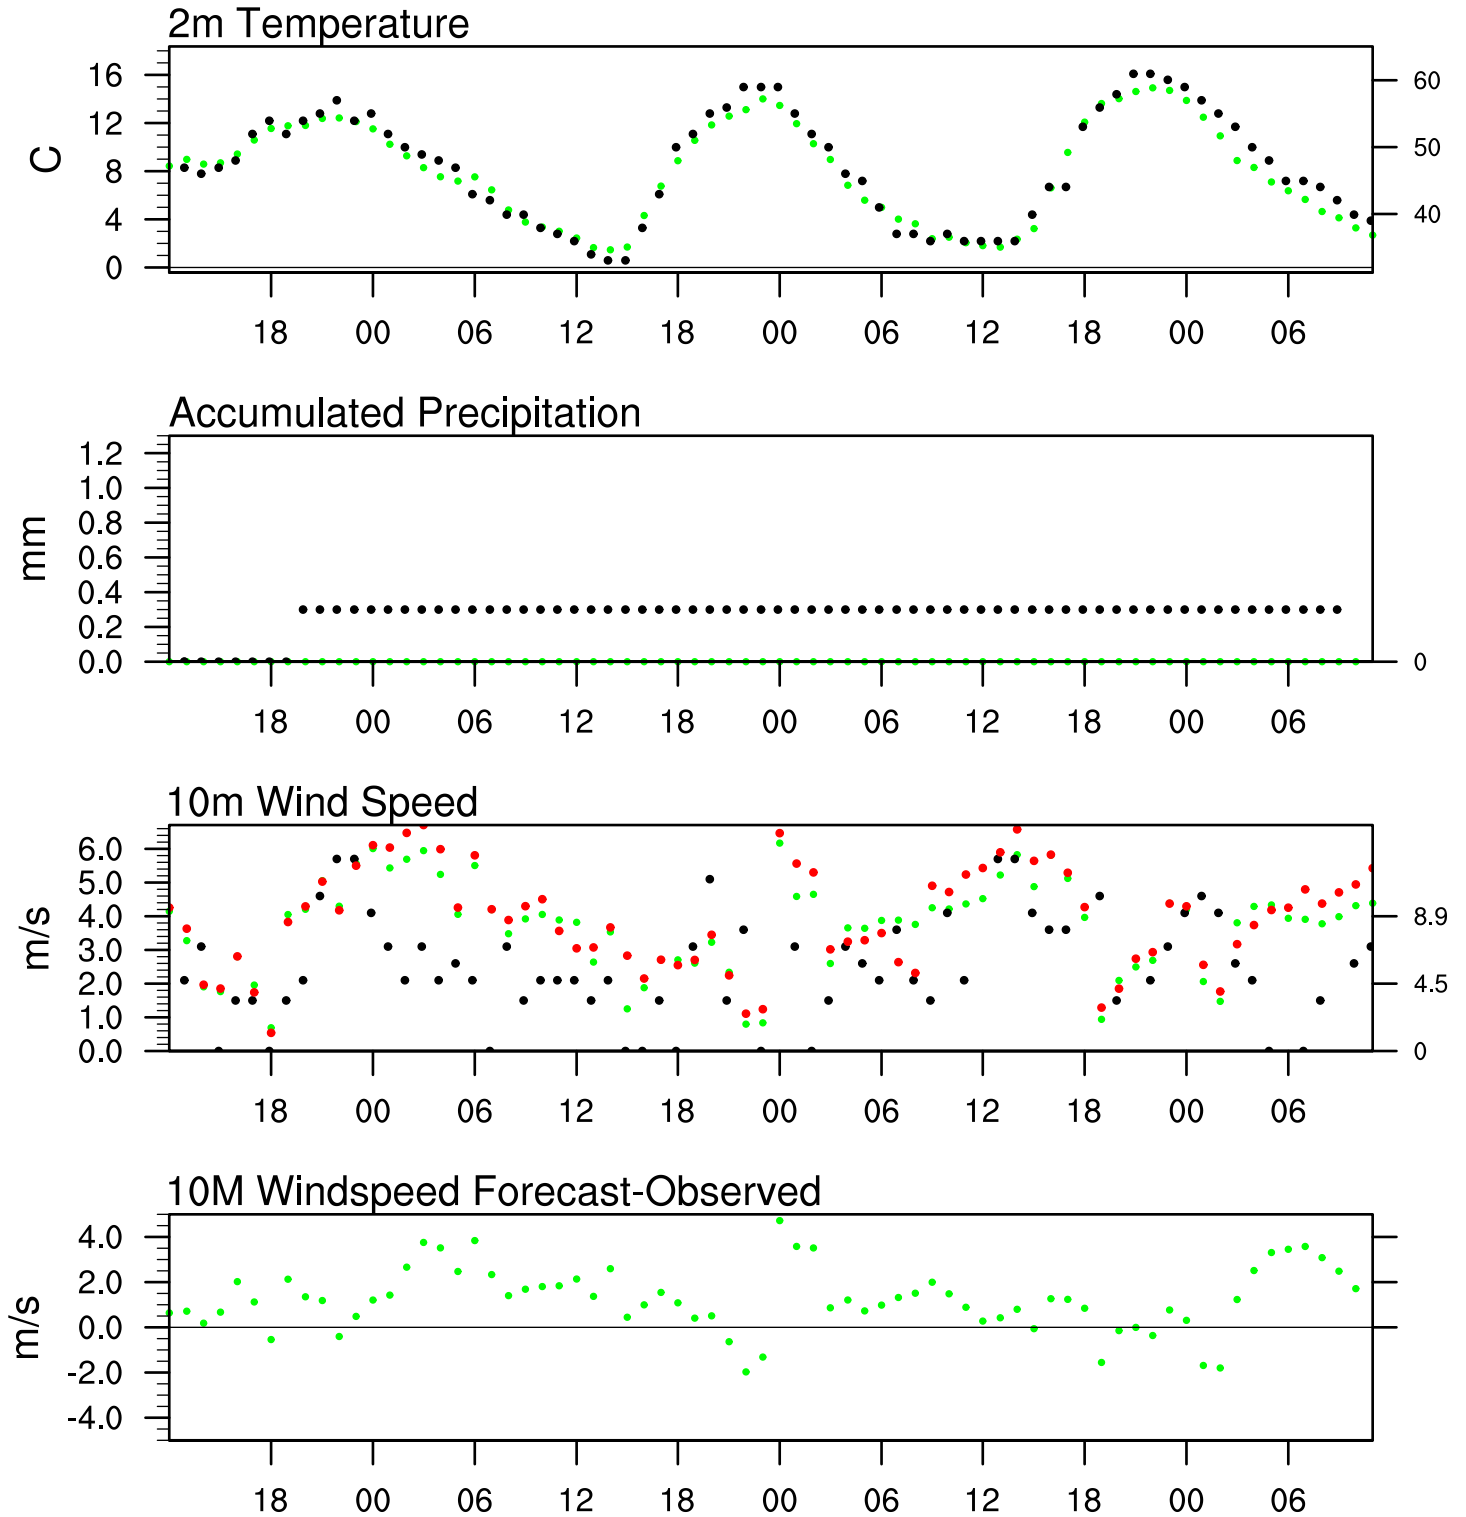 2m Temperature
16
12
8
4
0
C
60
50
40
18 00 06 12 18 00 06 12 18 00 06
Accumulated Precipitation
1.2
1.0
0.8
0.6
0.4
0.2
0.0
mm
0
18 00 06 12 18 00 06 12 18 00 06
10m Wind Speed
6.0
5.0
4.0
3.0
2.0
1.0
0.0
m/s
8.9
4.5
0
18 00 06 12 18 00 06 12 18 00 06
10M Windspeed Forecast-Observed
4.0
2.0
0.0
-2.0
-4.0
m/s
18 00 06 12 18 00 06 12 18 00 06